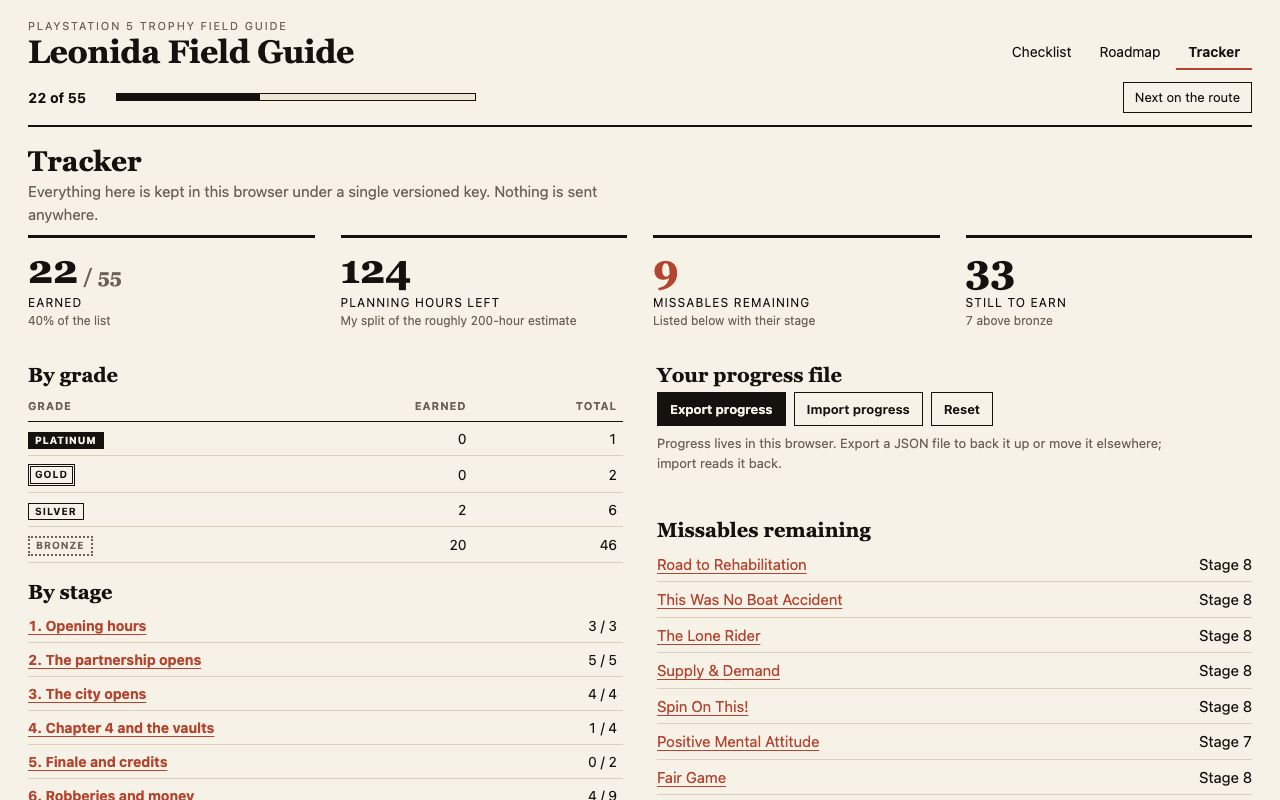 PLAYSTATION 5 TROPHY FIELD GUIDE
Leonida Field Guide
Checklist
Roadmap
Tracker
22 of 55
Next on the route
Tracker
Everything here is kept in this browser under a single versioned key. Nothing is sent
anywhere.
22 / 55
EARNED
40% of the list
124
PLANNING HOURS LEFT
My split of the roughly 200-hour estimate
9
MISSABLES REMAINING
Listed below with their stage
33
STILL TO EARN
7 above bronze
By grade
GRADE EARNED TOTAL
PLATINUM 0 1
GOLD 0 2
SILVER 2 6
BRONZE 20 46
By stage
1. Opening hours 3 / 3
2. The partnership opens 5 / 5
3. The city opens 4 / 4
4. Chapter 4 and the vaults 1 / 4
5. Finale and credits 0 / 2
6. Robberies and money 4 / 9
Your progress file
Export progress
Import progress
Reset
Progress lives in this browser. Export a JSON file to back it up or move it elsewhere;
import reads it back.
Missables remaining
Road to Rehabilitation Stage 8
This Was No Boat Accident Stage 8
The Lone Rider Stage 8
Supply & Demand Stage 8
Spin On This! Stage 8
Positive Mental Attitude Stage 7
Fair Game Stage 8